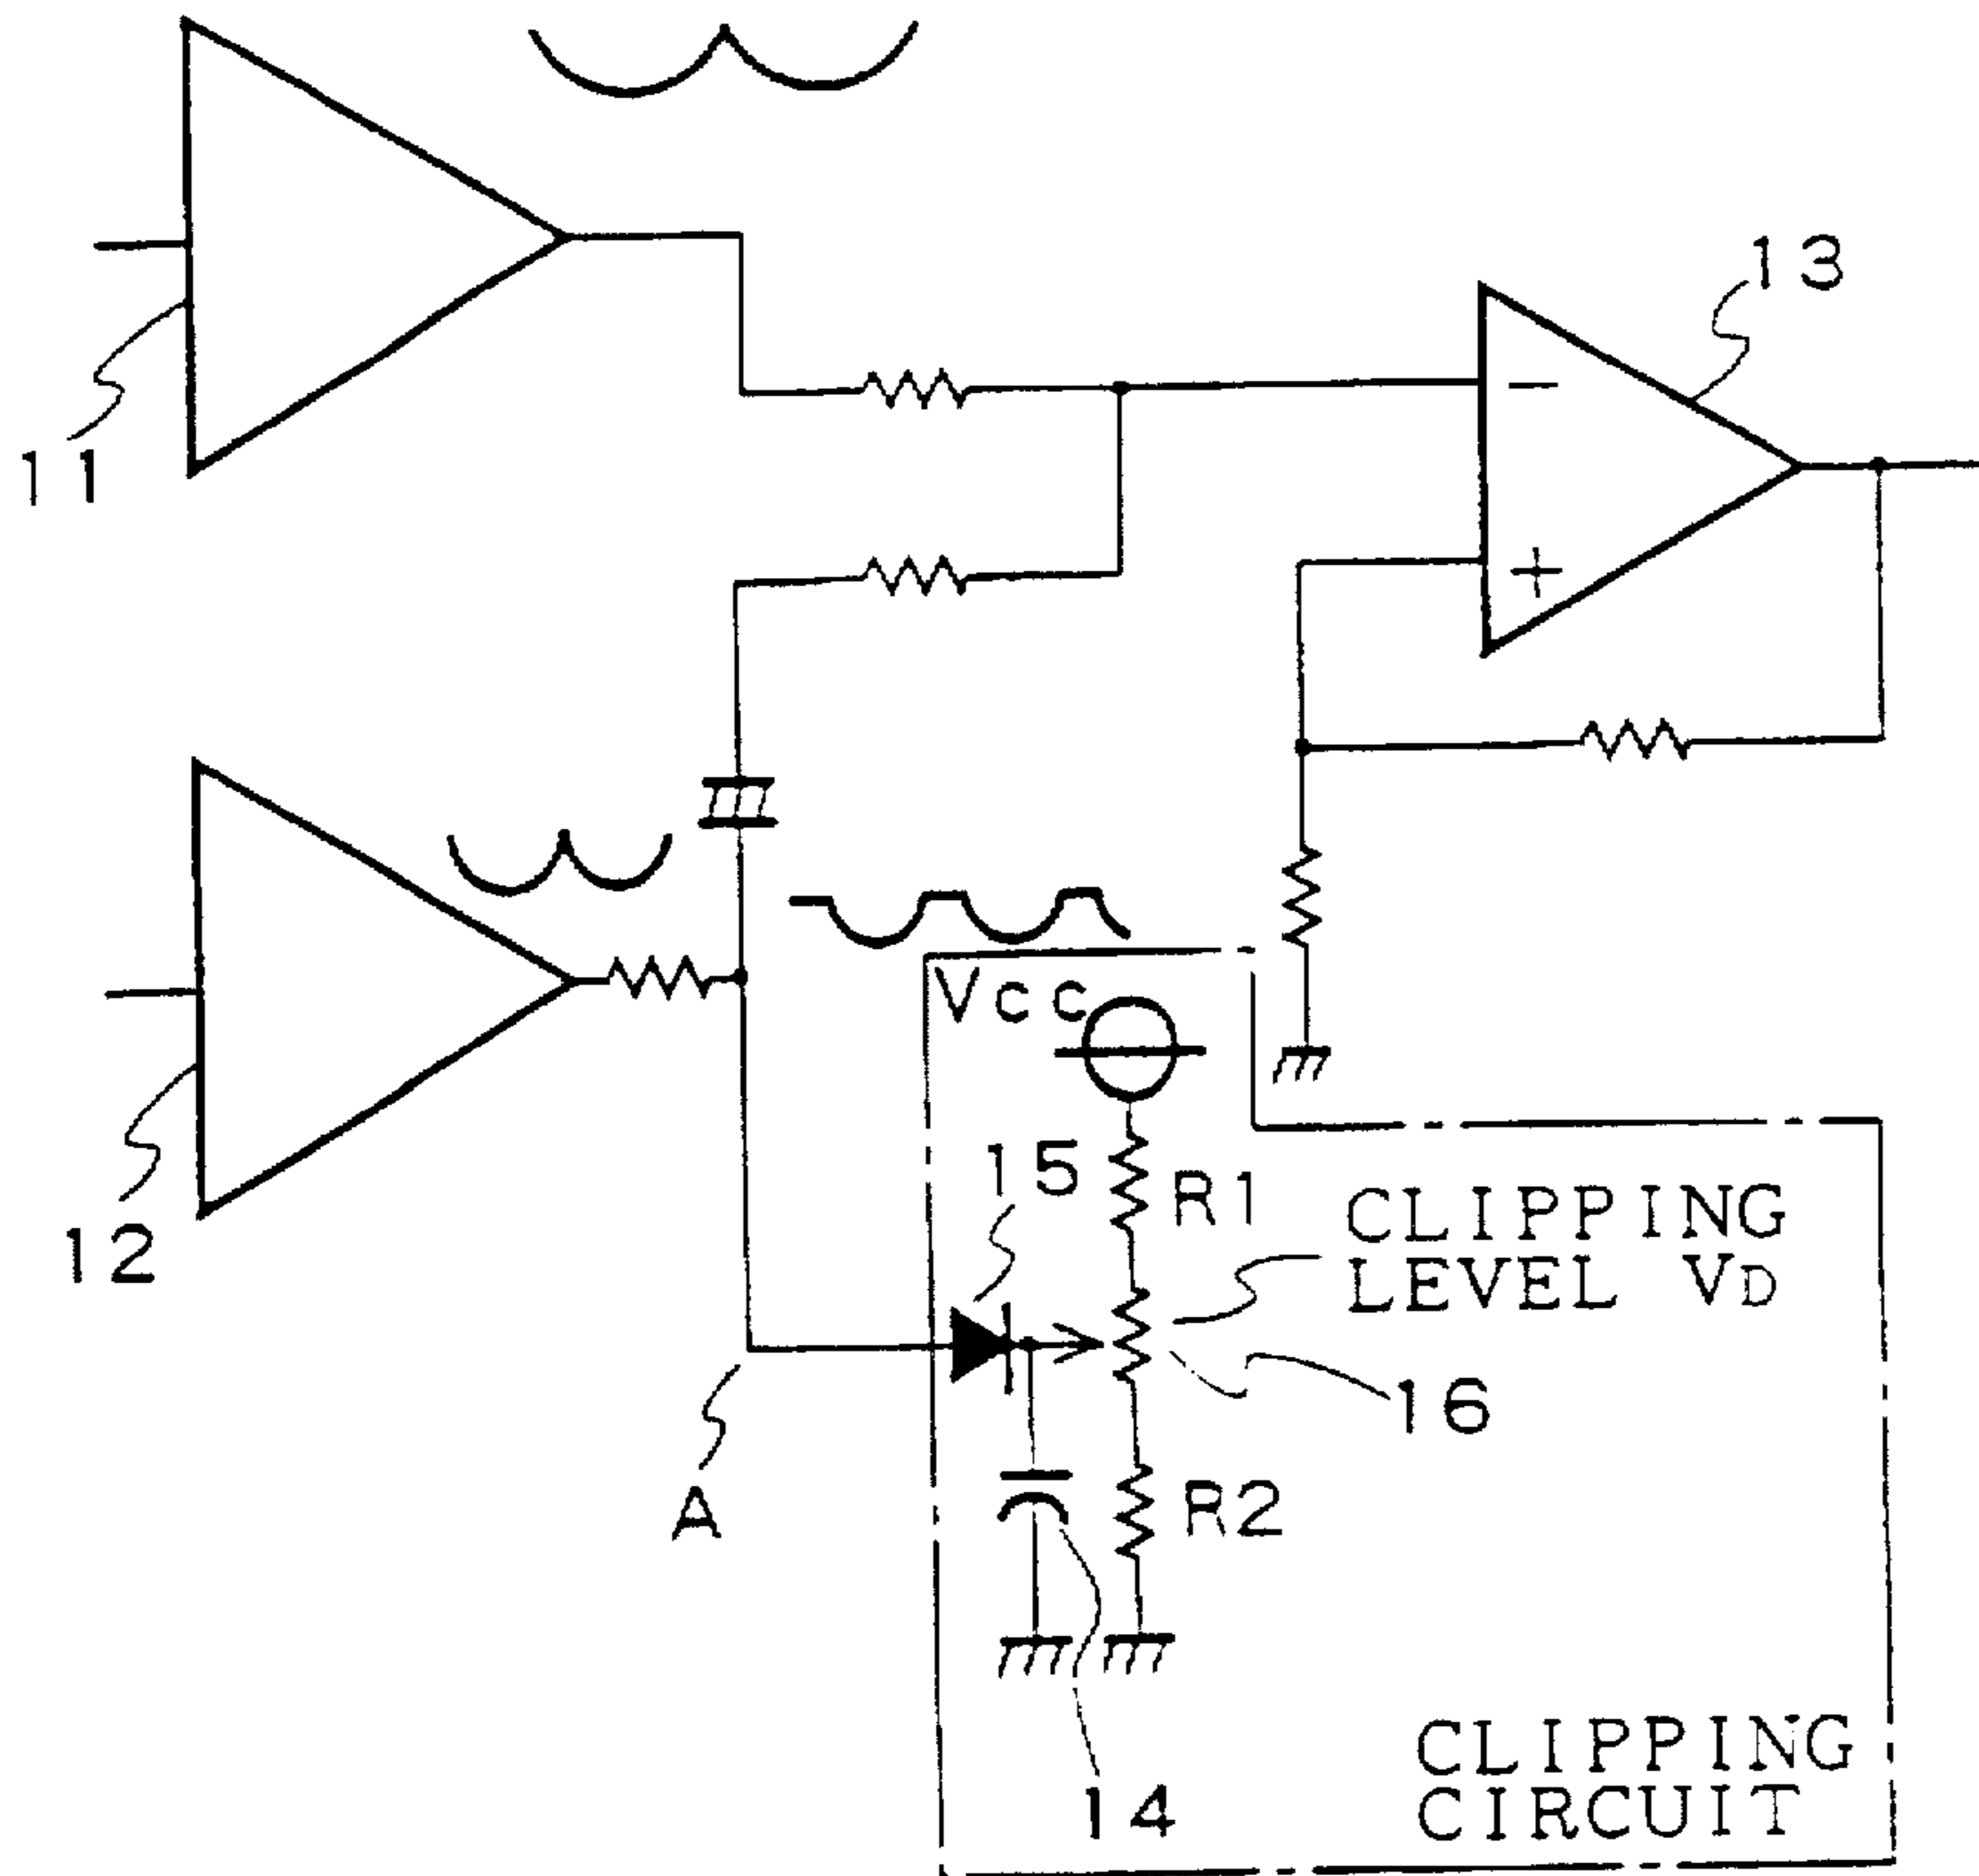 13
11
-
+
Vcc
12
15
R1
CLIPPING
LEVEL VD
16
A
R2
14
CLIPPING
CIRCUIT